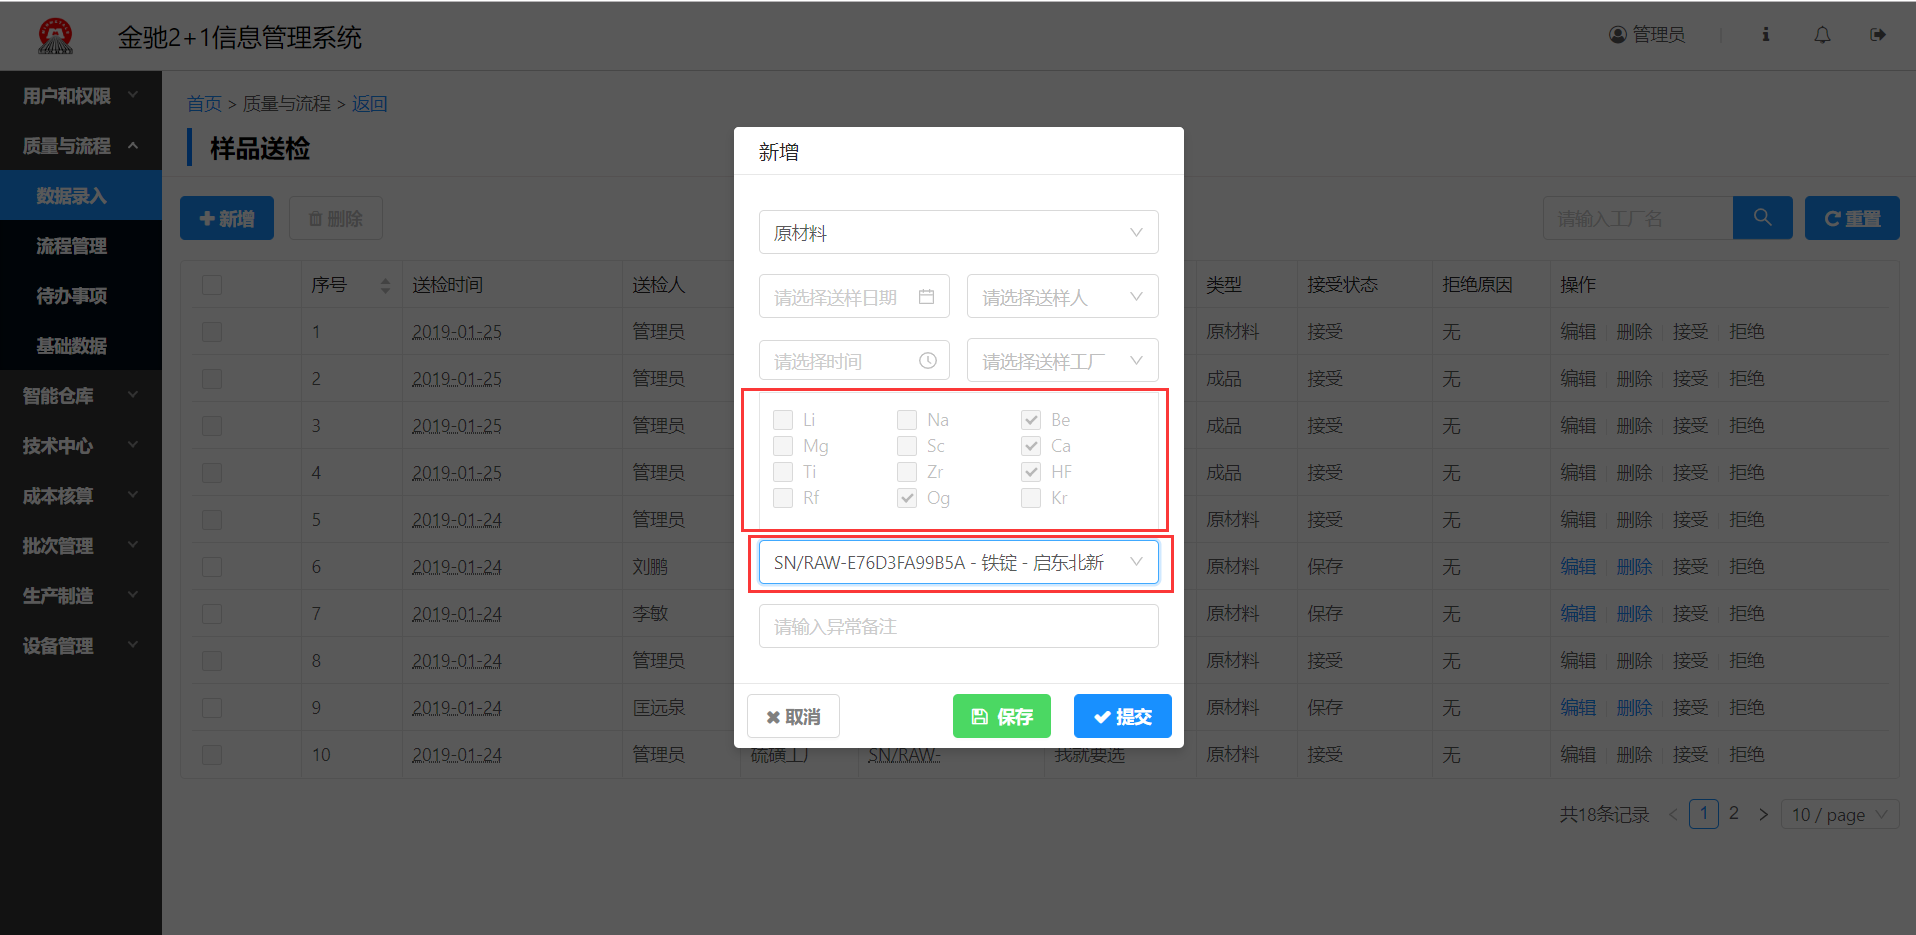 金驰2+1信息管理系统
管理员
用户和权限
质量与流程
数据录入
流程管理
待办事项
基础数据
智能仓库
技术中心
成本核算
批次管理
生产制造
设备管理
首页 > 质量与流程 > 返回
样品送检
新增 删除
请输入工厂名 重置
序号 送检时间 送检人 类型 接受状态 拒绝原因 操作
1 2019-01-25 管理员 原材料 接受 无 编辑 删除 接受 拒绝
2 2019-01-25 管理员 成品 接受 无 编辑 删除 接受 拒绝
3 2019-01-25 管理员 成品 接受 无 编辑 删除 接受 拒绝
4 2019-01-25 管理员 成品 接受 无 编辑 删除 接受 拒绝
5 2019-01-24 管理员 原材料 接受 无 编辑 删除 接受 拒绝
6 2019-01-24 刘鹏 原材料 保存 无 编辑 删除 接受 拒绝
7 2019-01-24 李敏 原材料 保存 无 编辑 删除 接受 拒绝
8 2019-01-24 管理员 原材料 接受 无 编辑 删除 接受 拒绝
9 2019-01-24 匡远泉 原材料 保存 无 编辑 删除 接受 拒绝
10 2019-01-24 管理员 硫磺工厂 SN/RAW- 我就要选 原材料 接受 无 编辑 删除 接受 拒绝
共18条记录 < 1 2 > 10 / page
新增
原材料
请选择送样日期 请选择送样人
请选择时间 请选择送样工厂
Li Na Be
Mg Sc Ca
Ti Zr HF
Rf Og Kr
SN/RAW-E76D3FA99B5A - 铁锭 - 启东北新
请输入异常备注
取消 保存 提交